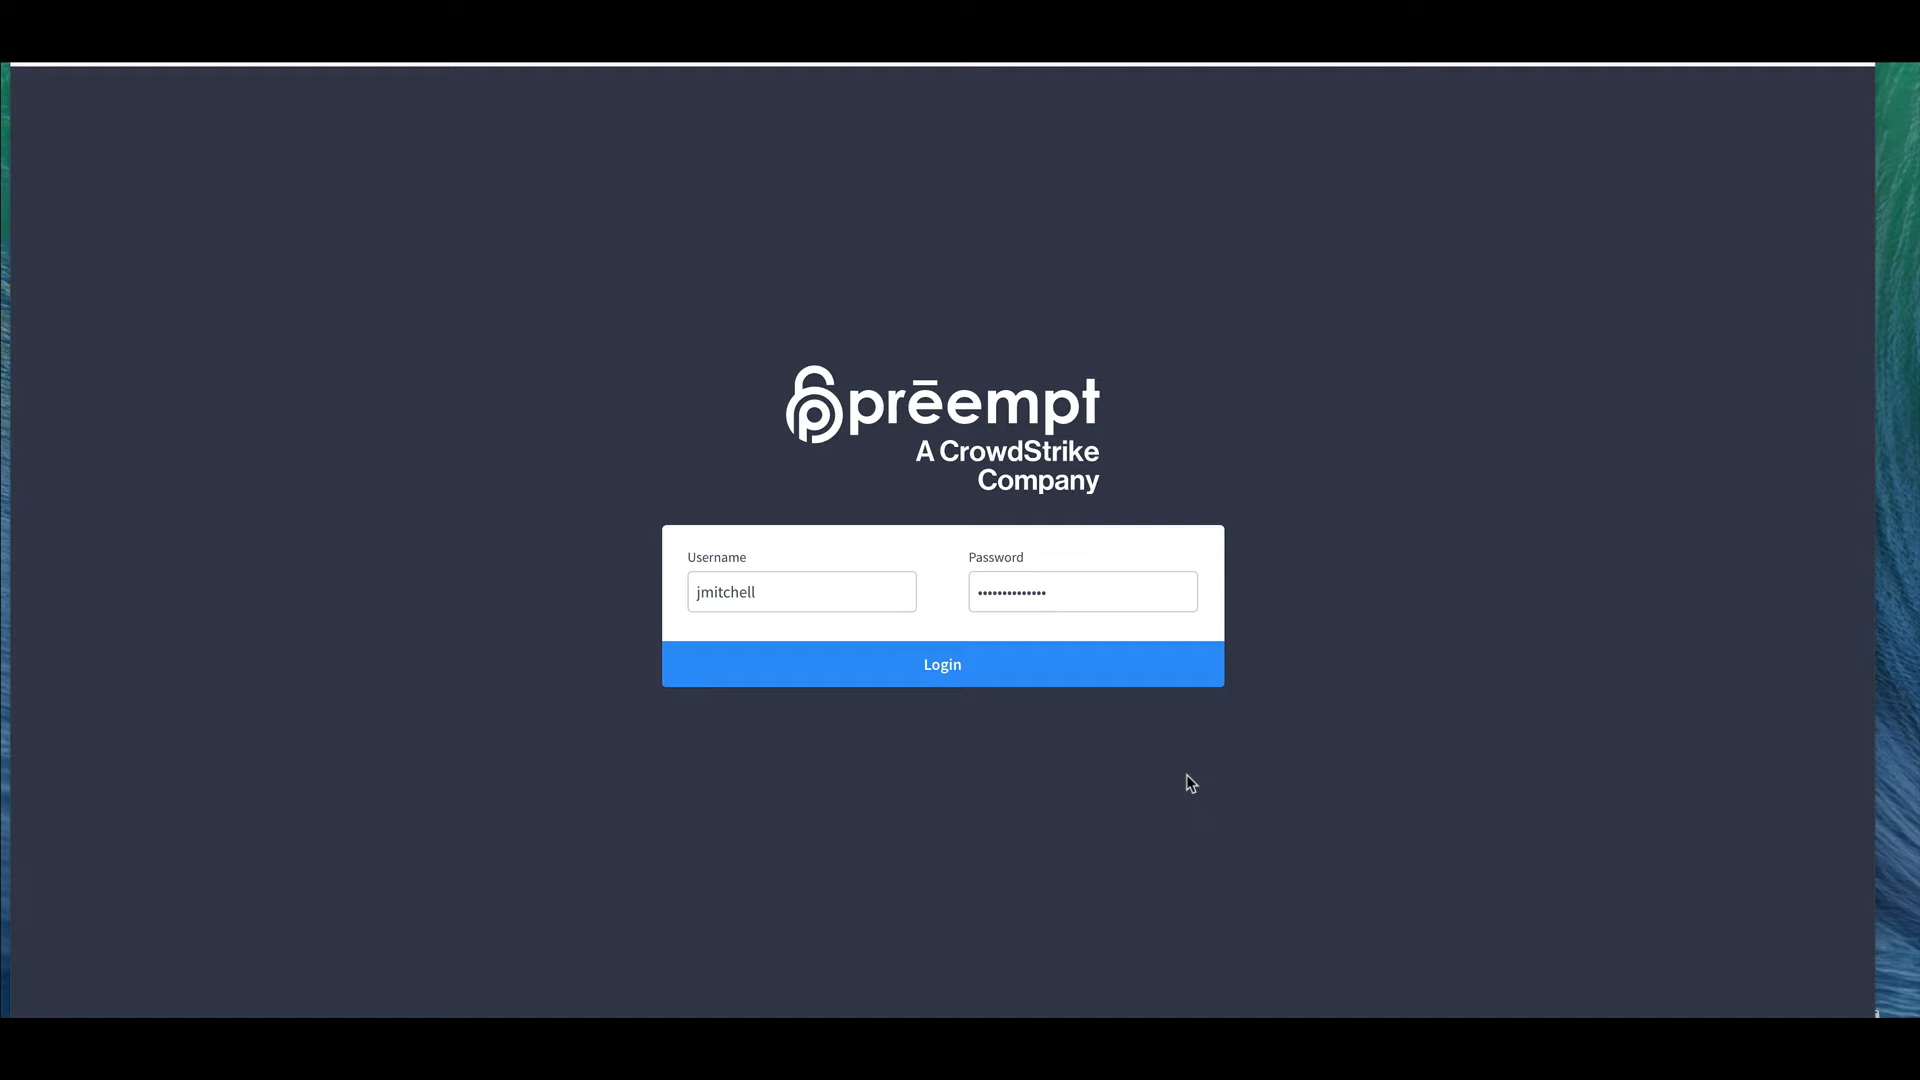 prēempt
A CrowdStrike
Company
Username
Password
jmitchell
••••••••••••••
Login